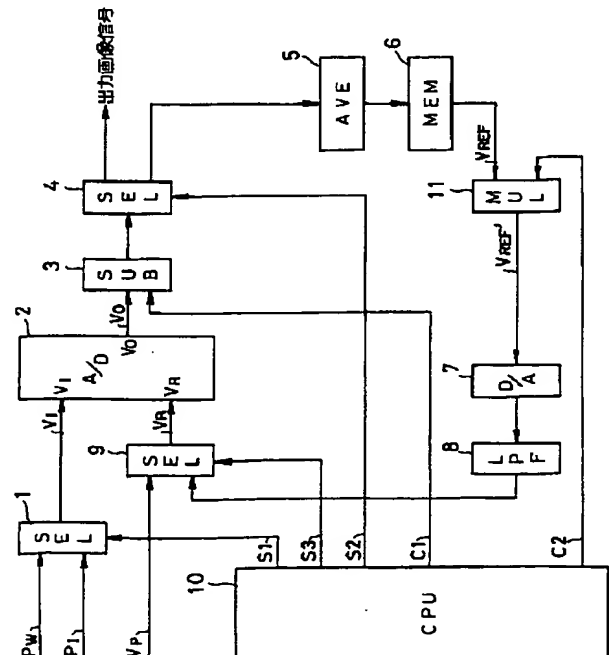 出力画像信号
4
SEL
5
AVE
6
MEM
3
SUB
VREF
11
MUL
VO
2
VO
A/D
VI
VR
VREF'
VI
VR
9
SEL
7
D/A
8
LPF
1
SEL
PW
PI
VP
10
S1
S3
S2
C1
C2
CPU